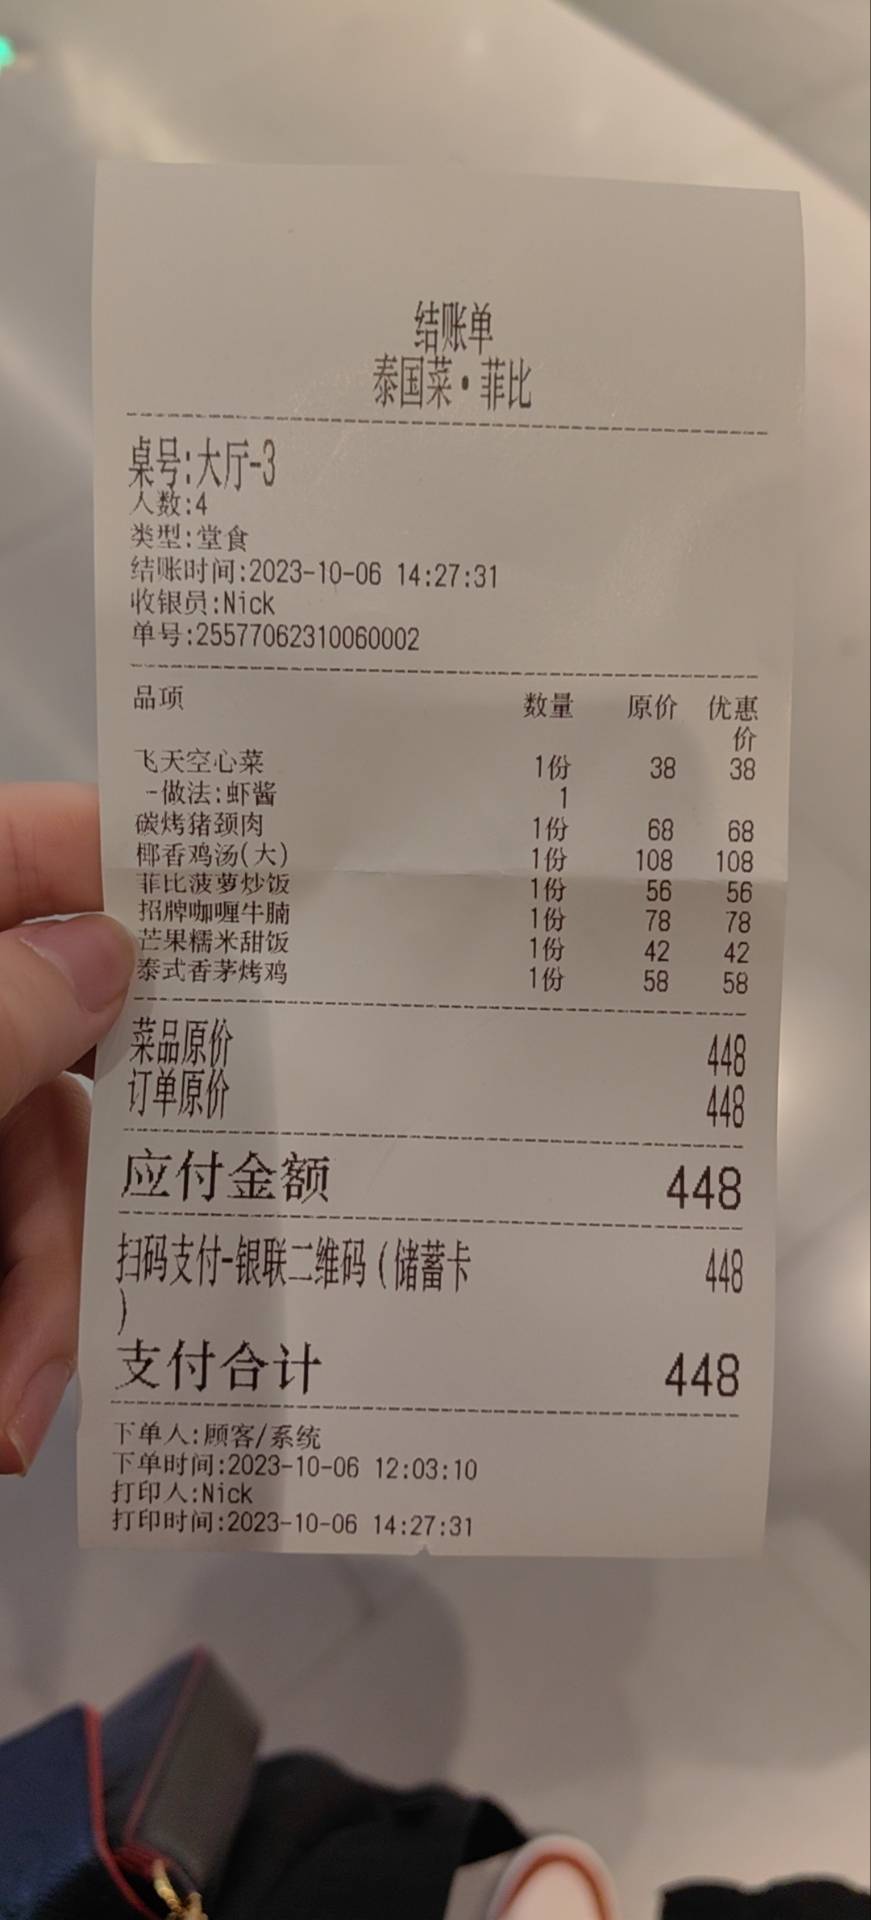 结账单
泰国菜·菲比
桌号:大厅-3
人数:4
类型:堂食
结账时间:2023-10-06 14:27:31
收银员:Nick
单号:25577062310060002
品项 数量 原价 优惠价
飞天空心菜 1份 38 38
-做法:虾酱 1
碳烤猪颈肉 1份 68 68
椰香鸡汤(大) 1份 108 108
菲比菠萝炒饭 1份 56 56
招牌咖喱牛腩 1份 78 78
芒果糯米甜饭 1份 42 42
泰式香茅烤鸡 1份 58 58
菜品原价 448
订单原价 448
应付金额 448
扫码支付-银联二维码(储蓄卡 448
)
支付合计 448
下单人:顾客/系统
下单时间:2023-10-06 12:03:10
打印人:Nick
打印时间:2023-10-06 14:27:31